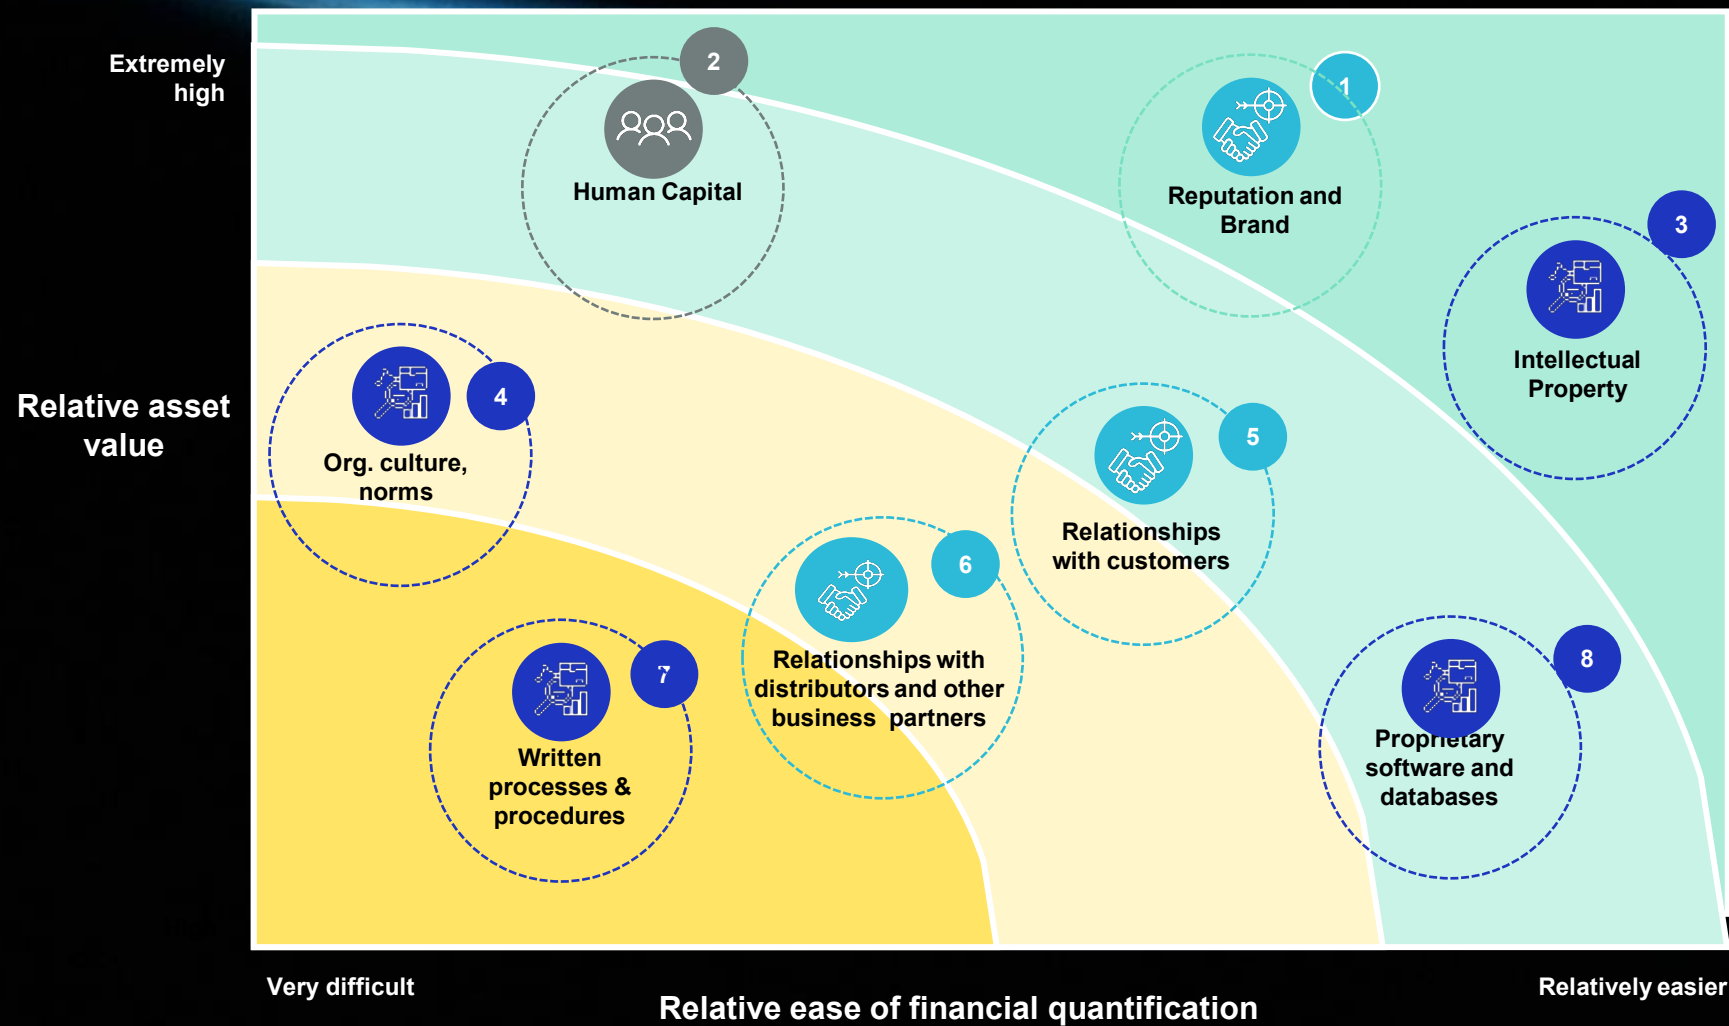 Extremely
high
2
Human Capital
1
Reputation and
Brand
3
Intellectual
Property
Relative asset
value
4
Org. culture,
norms
5
Relationships
with customers
6
Relationships with
distributors and other
business partners
7
Written
processes &
procedures
8
Proprietary
software and
databases
Very difficult
Relative ease of financial quantification
Relatively easier